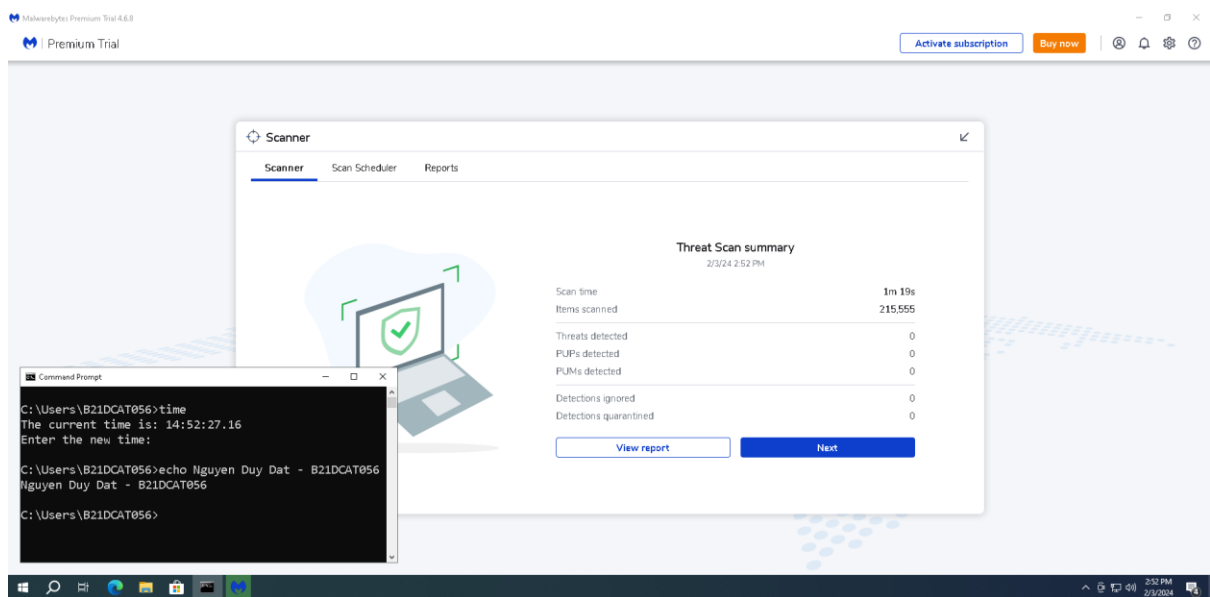 Malwarebytes Premium Trial 4.6.8
Premium Trial
Activate subscription
Buy now
Scanner
Scanner Scan Scheduler Reports
Threat Scan summary
2/3/24 2:52 PM
Scan time 1m 19s
Items scanned 215,555
Threats detected 0
PUPs detected 0
PUMs detected 0
Detections ignored 0
Detections quarantined 0
View report Next
Command Prompt
C:\Users\B21DCAT056>time
The current time is: 14:52:27.16
Enter the new time:
C:\Users\B21DCAT056>echo Nguyen Duy Dat - B21DCAT056
Nguyen Duy Dat - B21DCAT056
C:\Users\B21DCAT056>
2:52 PM
2/3/2024